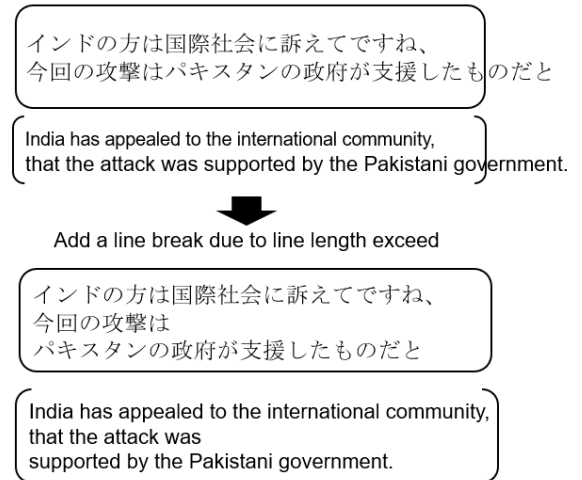 インドの方は国際社会に訴えてですね、
今回の攻撃はパキスタンの政府が支援したものだと
India has appealed to the international community,
that the attack was supported by the Pakistani government.
Add a line break due to line length exceed
インドの方は国際社会に訴えてですね、
今回の攻撃は
パキスタンの政府が支援したものだと
India has appealed to the international community,
that the attack was
supported by the Pakistani government.